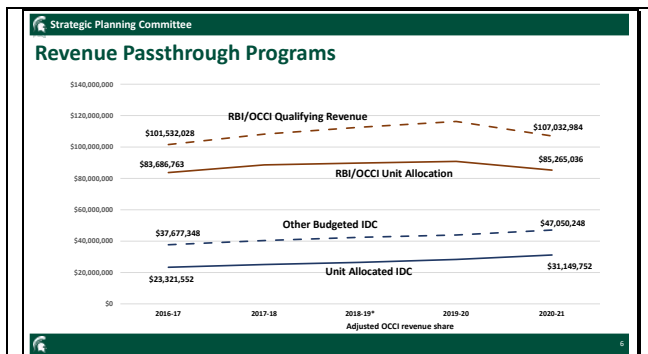 Strategic Planning Committee
Revenue Passthrough Programs
$140,000,000
$120,000,000
$100,000,000
$80,000,000
$60,000,000
$40,000,000
$20,000,000
$0
RBI/OCCI Qualifying Revenue
$101,532,028
$107,032,984
$83,686,763
$85,265,036
RBI/OCCI Unit Allocation
Other Budgeted IDC
$37,677,348
$47,050,248
$23,321,552
Unit Allocated IDC
$31,149,752
2016-17 2017-18 2018-19* 2019-20 2020-21
Adjusted OCCI revenue share
6